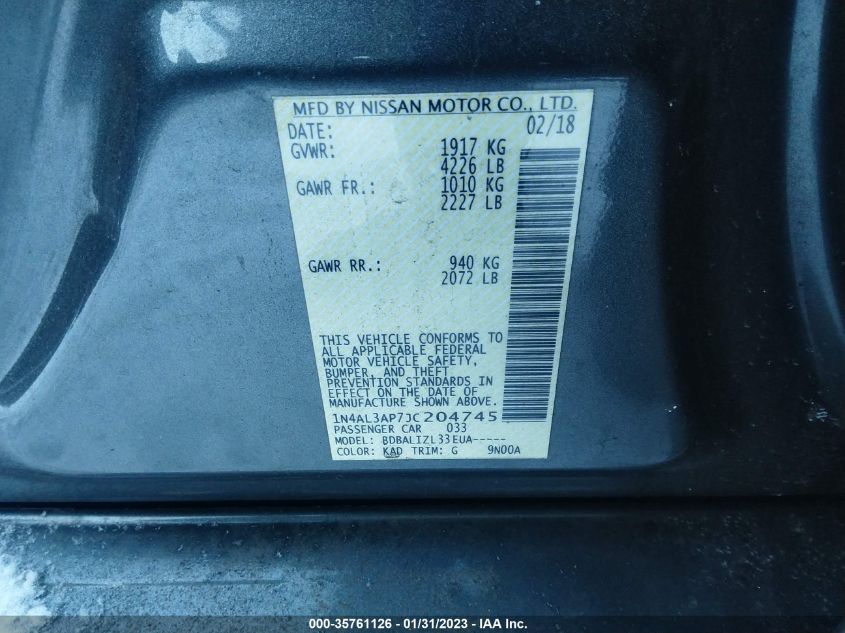 MFD BY NISSAN MOTOR CO., LTD.
DATE: 02/18
GVWR: 1917 KG
4226 LB
GAWR FR.: 1010 KG
2227 LB
GAWR RR.: 940 KG
2072 LB
THIS VEHICLE CONFORMS TO
ALL APPLICABLE FEDERAL
MOTOR VEHICLE SAFETY,
BUMPER, AND THEFT
PREVENTION STANDARDS IN
EFFECT ON THE DATE OF
MANUFACTURE SHOWN ABOVE.
1N4AL3AP7JC204745
PASSENGER CAR 033
MODEL: BDBALIZL33EUA-----
COLOR: KAD TRIM: G 9N00A
000-35761126 - 01/31/2023 - IAA Inc.